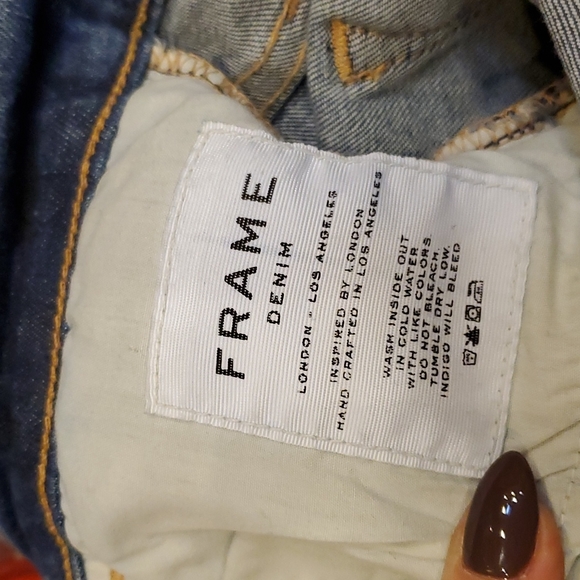 FRAME
DENIM
LONDON - LOS ANGELES
INSPIRED BY LONDON
HAND CRAFTED IN LOS ANGELES
WASH INSIDE OUT
IN COLD WATER
WITH LIKE COLORS.
DO NOT BLEACH.
TUMBLE DRY LOW.
INDIGO WILL BLEED